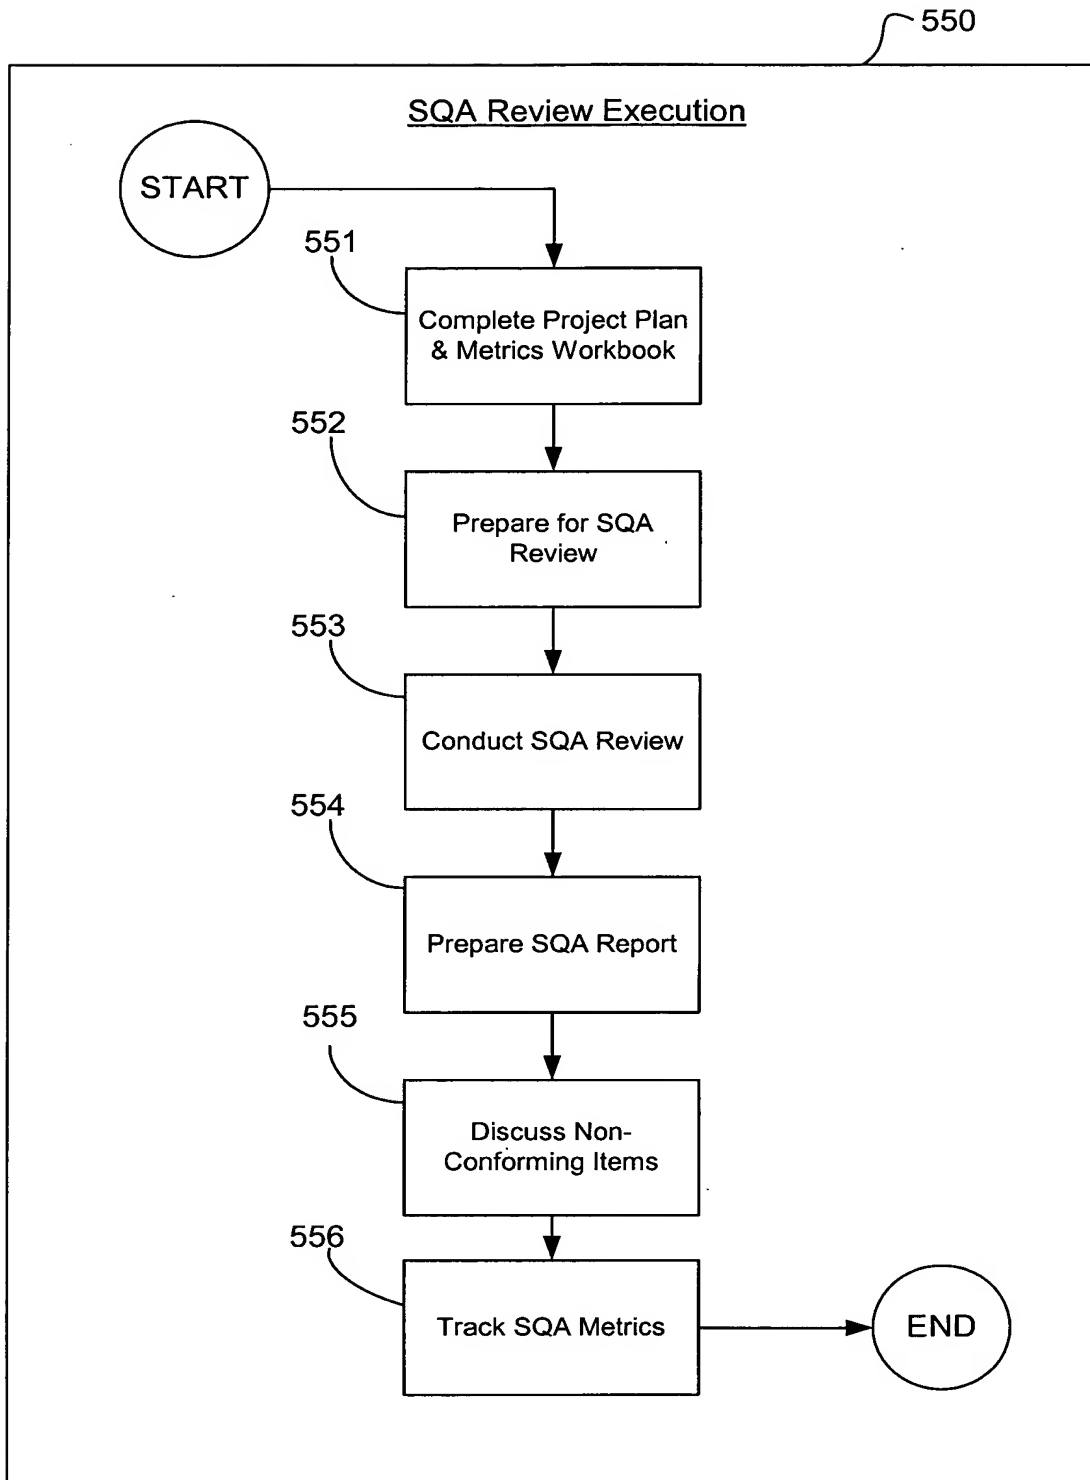 550
SQA Review Execution
START
551
Complete Project Plan
& Metrics Workbook
552
Prepare for SQA
Review
553
Conduct SQA Review
554
Prepare SQA Report
555
Discuss Non-
Conforming Items
556
Track SQA Metrics
END